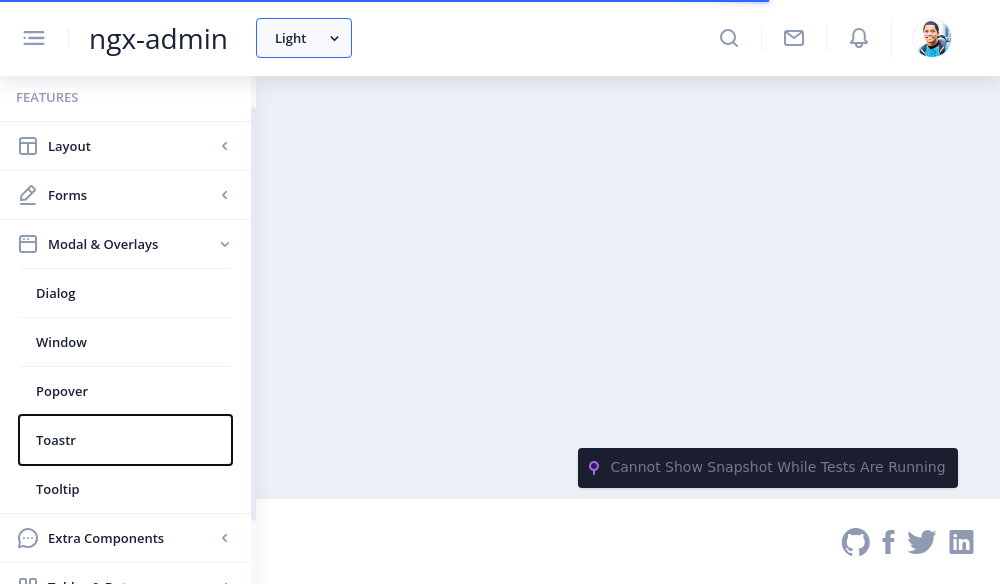 ngx-admin
Light
FEATURES
Layout
Forms
Modal & Overlays
Dialog
Window
Popover
Toastr
Tooltip
Extra Components
Cannot Show Snapshot While Tests Are Running